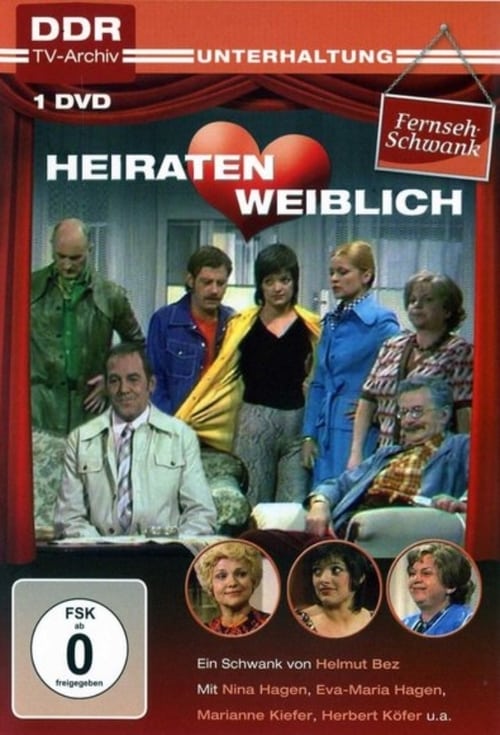 DDR
TV-Archiv
UNTERHALTUNG
1 DVD
Fernseh-
Schwank
HEIRATEN
WEIBLICH
FSK
ab
0
freigegeben
Ein Schwank von Helmut Bez
Mit Nina Hagen, Eva-Maria Hagen,
Marianne Kiefer, Herbert Köfer u.a.